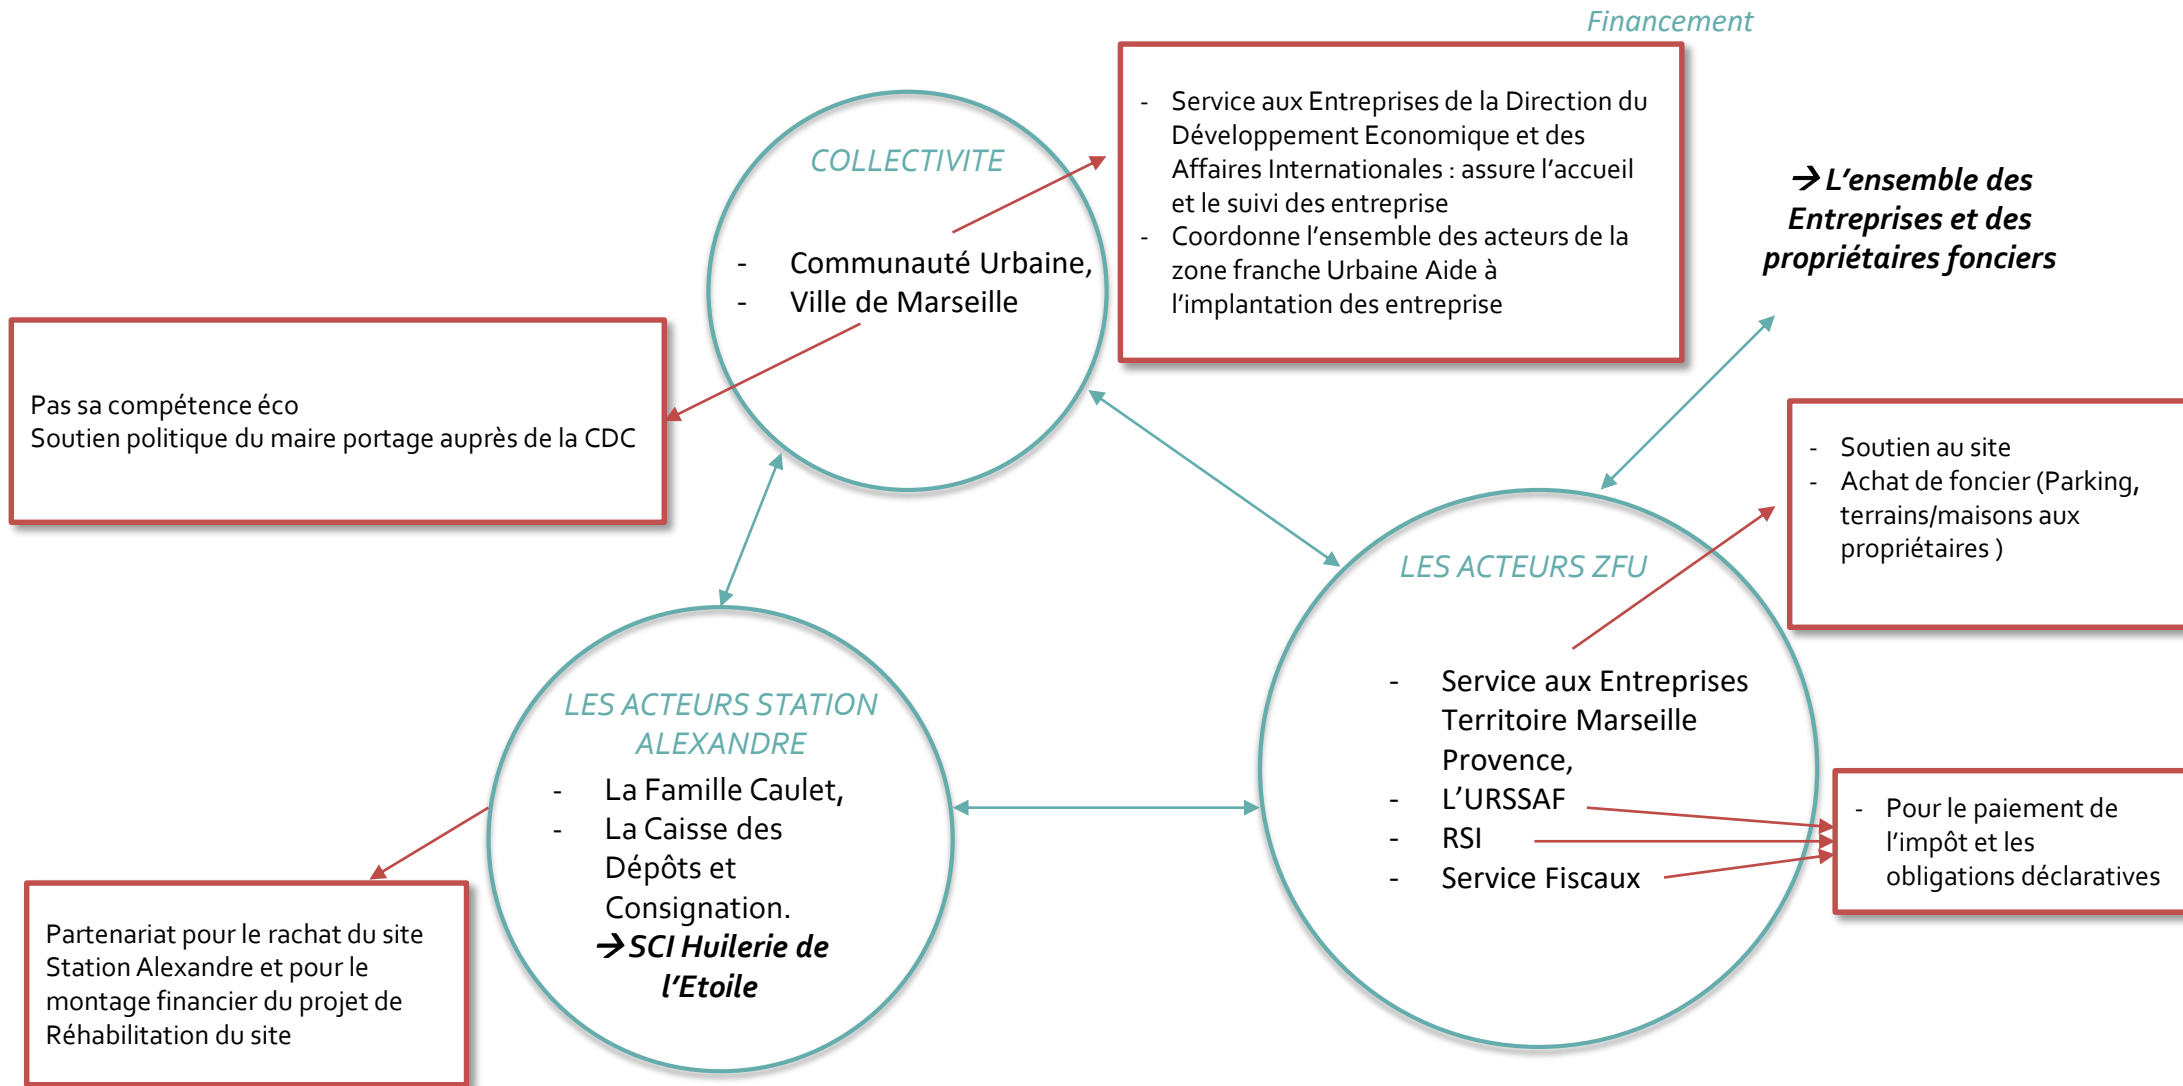 Financement
- Service aux Entreprises de la Direction du
Développement Economique et des
Affaires Internationales : assure l’accueil
et le suivi des entreprise
- Coordonne l’ensemble des acteurs de la
zone franche Urbaine Aide à
l’implantation des entreprise
COLLECTIVITE
- Communauté Urbaine,
- Ville de Marseille
→ L’ensemble des
Entreprises et des
propriétaires fonciers
Pas sa compétence éco
Soutien politique du maire portage auprès de la CDC
- Soutien au site
- Achat de foncier (Parking,
terrains/maisons aux
propriétaires )
LES ACTEURS ZFU
- Service aux Entreprises
Territoire Marseille
Provence,
- L’URSSAF
- RSI
- Service Fiscaux
LES ACTEURS STATION
ALEXANDRE
- La Famille Caulet,
- La Caisse des
Dépôts et
Consignation.
→ SCI Huilerie de
l’Etoile
- Pour le paiement de
l’impôt et les
obligations déclaratives
Partenariat pour le rachat du site
Station Alexandre et pour le
montage financier du projet de
Réhabilitation du site